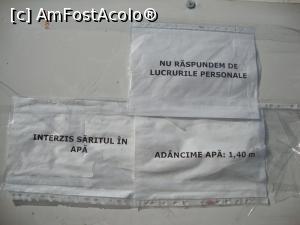 [c] AmFostAcolo®
NU RĂSPUNDEM DE
LUCRURILE PERSONALE
INTERZIS SĂRITUL ÎN
APĂ
ADÂNCIME APĂ: 1,40 m